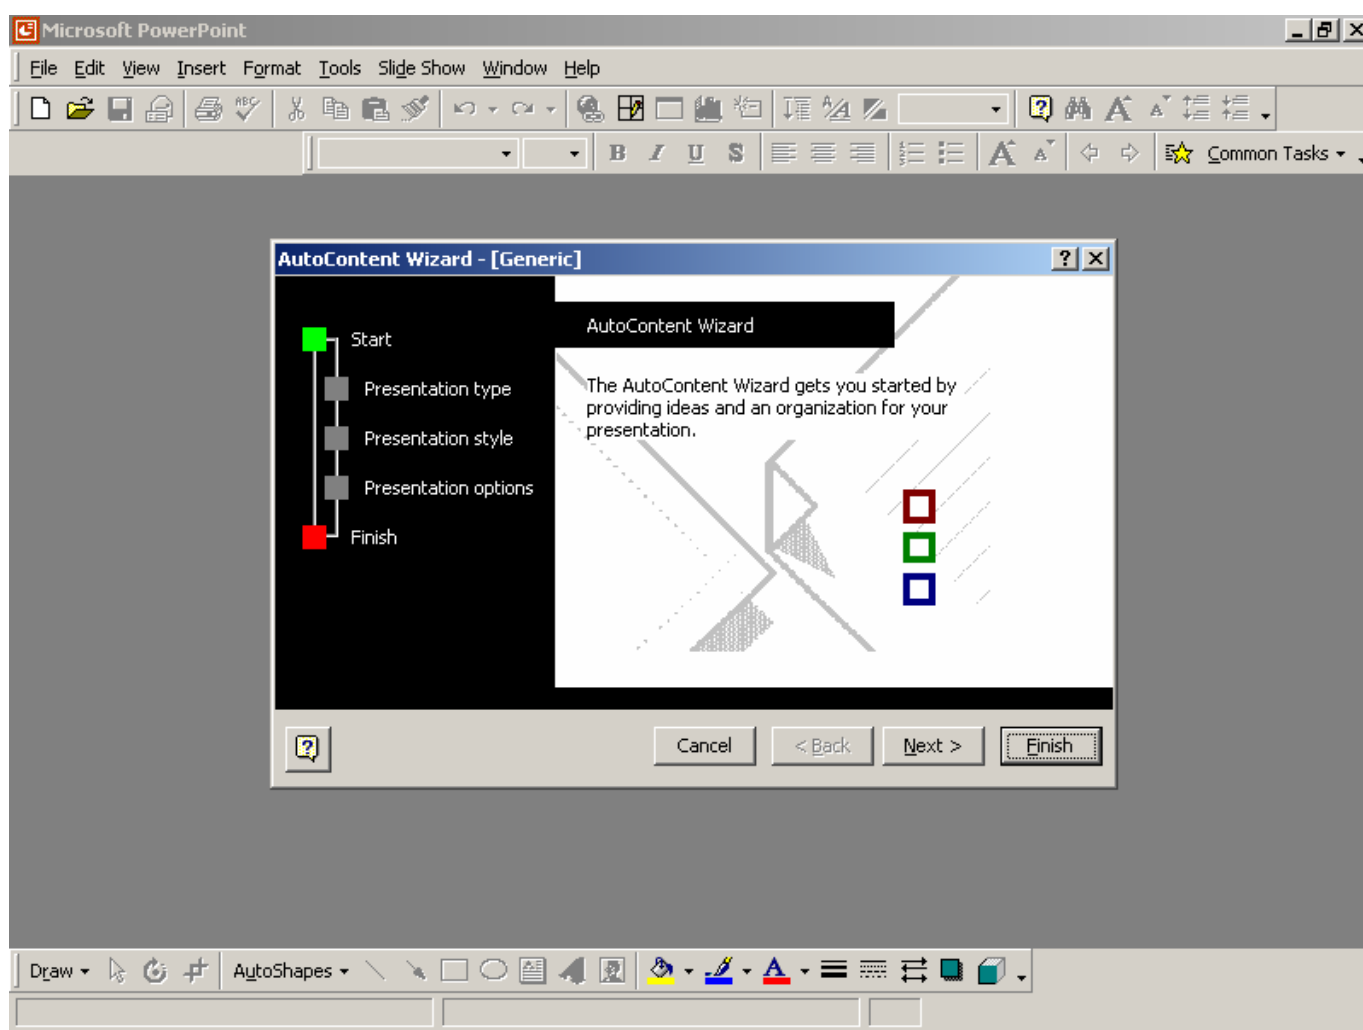 Microsoft PowerPoint
File Edit View Insert Format Tools Slide Show Window Help
ABC
B I U S Common Tasks
AutoContent Wizard - [Generic]
Start
Presentation type
Presentation style
Presentation options
Finish
AutoContent Wizard
The AutoContent Wizard gets you started by
providing ideas and an organization for your
presentation.
Cancel < Back Next > Finish
Draw AutoShapes A